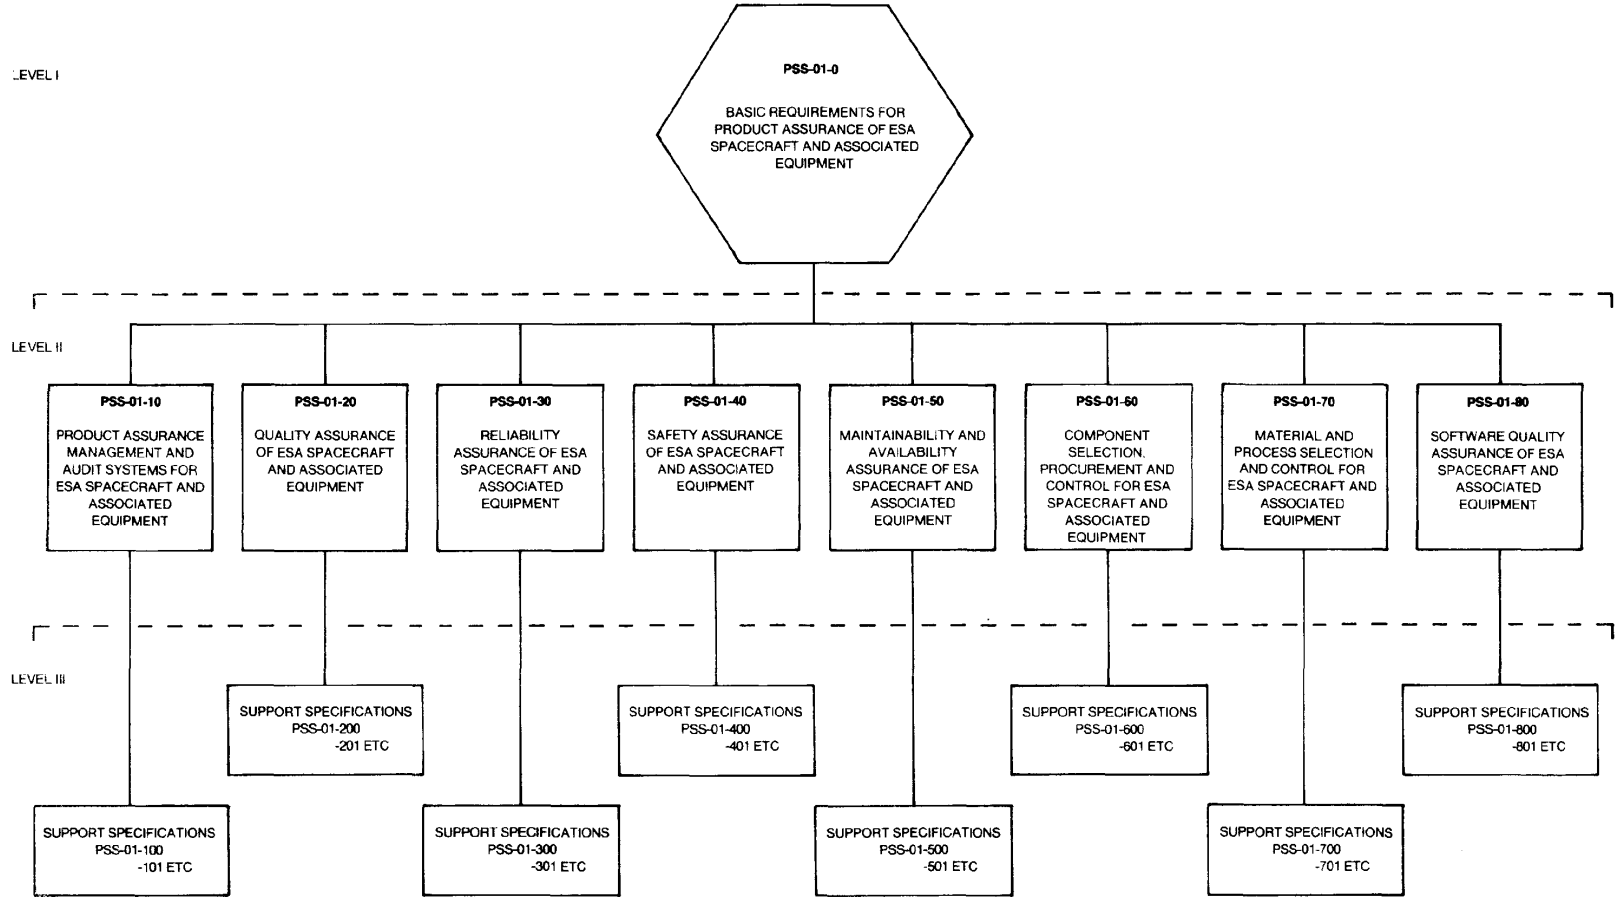 LEVEL I
PSS-01-0
BASIC REQUIREMENTS FOR
PRODUCT ASSURANCE OF ESA
SPACECRAFT AND ASSOCIATED
EQUIPMENT
LEVEL II
PSS-01-10
PRODUCT ASSURANCE
MANAGEMENT AND
AUDIT SYSTEMS FOR
ESA SPACECRAFT AND
ASSOCIATED
EQUIPMENT
PSS-01-20
QUALITY ASSURANCE
OF ESA SPACECRAFT
AND ASSOCIATED
EQUIPMENT
PSS-01-30
RELIABILITY
ASSURANCE OF ESA
SPACECRAFT AND
ASSOCIATED
EQUIPMENT
PSS-01-40
SAFETY ASSURANCE
OF ESA SPACECRAFT
AND ASSOCIATED
EQUIPMENT
PSS-01-50
MAINTAINABILITY AND
AVAILABILITY
ASSURANCE OF ESA
SPACECRAFT AND
ASSOCIATED
EQUIPMENT
PSS-01-60
COMPONENT
SELECTION,
PROCUREMENT AND
CONTROL FOR ESA
SPACECRAFT AND
ASSOCIATED
EQUIPMENT
PSS-01-70
MATERIAL AND
PROCESS SELECTION
AND CONTROL FOR
ESA SPACECRAFT AND
ASSOCIATED
EQUIPMENT
PSS-01-80
SOFTWARE QUALITY
ASSURANCE OF ESA
SPACECRAFT AND
ASSOCIATED
EQUIPMENT
LEVEL III
SUPPORT SPECIFICATIONS
PSS-01-200
-201 ETC
SUPPORT SPECIFICATIONS
PSS-01-400
-401 ETC
SUPPORT SPECIFICATIONS
PSS-01-600
-601 ETC
SUPPORT SPECIFICATIONS
PSS-01-800
-801 ETC
SUPPORT SPECIFICATIONS
PSS-01-100
-101 ETC
SUPPORT SPECIFICATIONS
PSS-01-300
-301 ETC
SUPPORT SPECIFICATIONS
PSS-01-500
-501 ETC
SUPPORT SPECIFICATIONS
PSS-01-700
-701 ETC